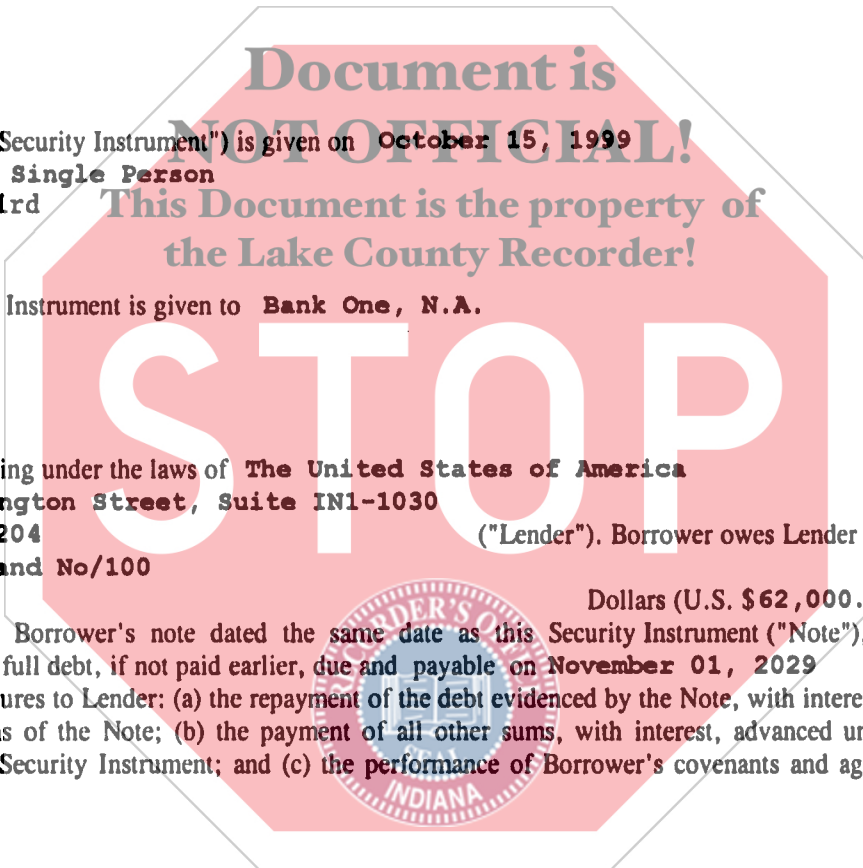 Document is
NOT OFFICIAL!
Security Instrument") is given on October 15, 1999
Single Person
This Document is the property of
the Lake County Recorder!
Instrument is given to Bank One, N.A.
STOP
ing under the laws of The United States of America
ngton Street, Suite IN1-1030
204 ("Lender"). Borrower owes Lender
and No/100
Dollars (U.S. $62,000.
Borrower's note dated the same date as this Security Instrument ("Note"),
full debt, if not paid earlier, due and payable on November 01, 2029
ures to Lender: (a) the repayment of the debt evidenced by the Note, with intere
s of the Note; (b) the payment of all other sums, with interest, advanced un
Security Instrument; and (c) the performance of Borrower's covenants and ag
RECORDER'S OFFICE
SEAL
INDIANA